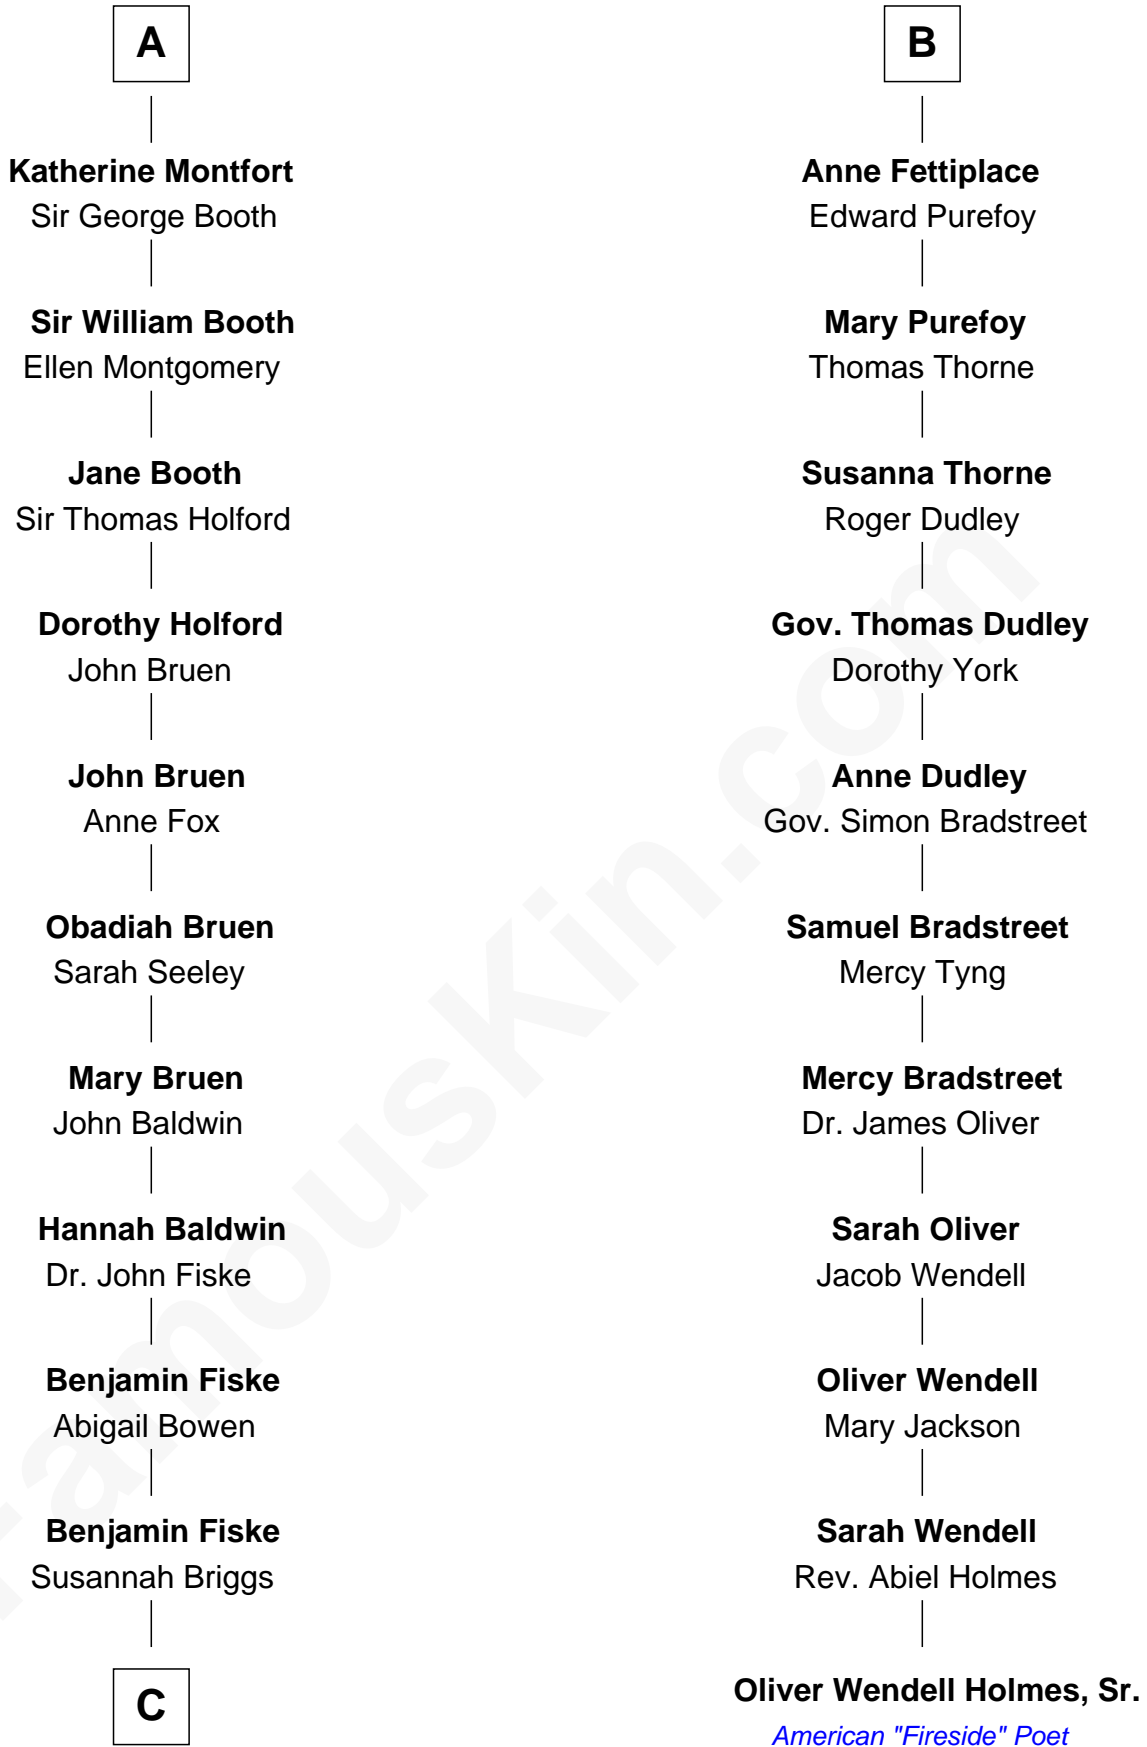 A
Katherine Montfort
Sir George Booth
Sir William Booth
Ellen Montgomery
Jane Booth
Sir Thomas Holford
Dorothy Holford
John Bruen
John Bruen
Anne Fox
Obadiah Bruen
Sarah Seeley
Mary Bruen
John Baldwin
Hannah Baldwin
Dr. John Fiske
Benjamin Fiske
Abigail Bowen
Benjamin Fiske
Susannah Briggs
C
B
Anne Fettiplace
Edward Purefoy
Mary Purefoy
Thomas Thorne
Susanna Thorne
Roger Dudley
Gov. Thomas Dudley
Dorothy York
Anne Dudley
Gov. Simon Bradstreet
Samuel Bradstreet
Mercy Tyng
Mercy Bradstreet
Dr. James Oliver
Sarah Oliver
Jacob Wendell
Oliver Wendell
Mary Jackson
Sarah Wendell
Rev. Abiel Holmes
Oliver Wendell Holmes, Sr.
American "Fireside" Poet
FamousKin.com